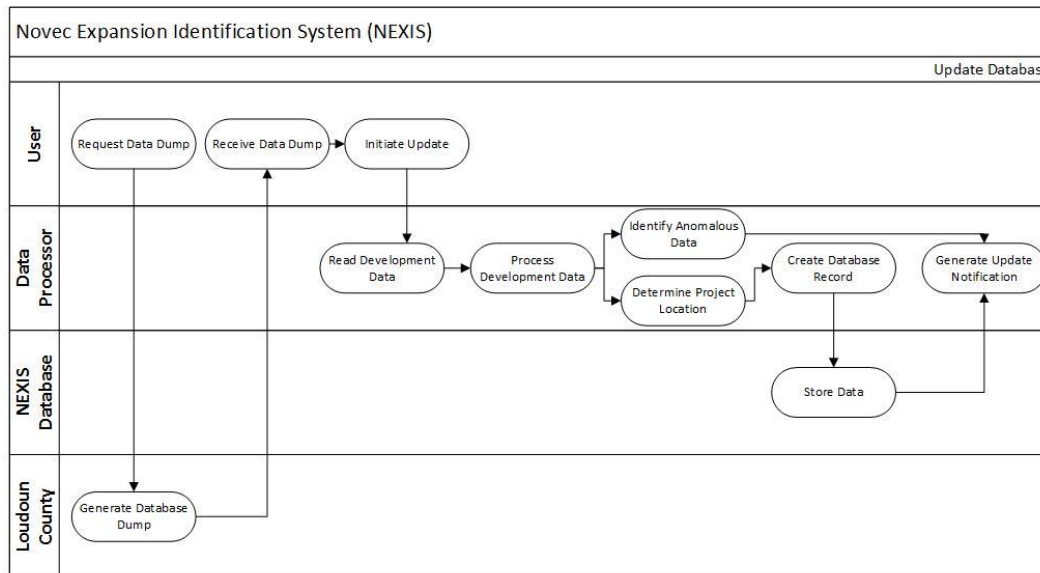 Novec Expansion Identification System (NEXIS)
Update Databas
User
Request Data Dump
Receive Data Dump
Initiate Update
Data
Processor
Read Development
Data
Process
Development Data
Identify Anomalous
Data
Determine Project
Location
Create Database
Record
Generate Update
Notification
NEXIS
Database
Store Data
Loudoun
County
Generate Database
Dump